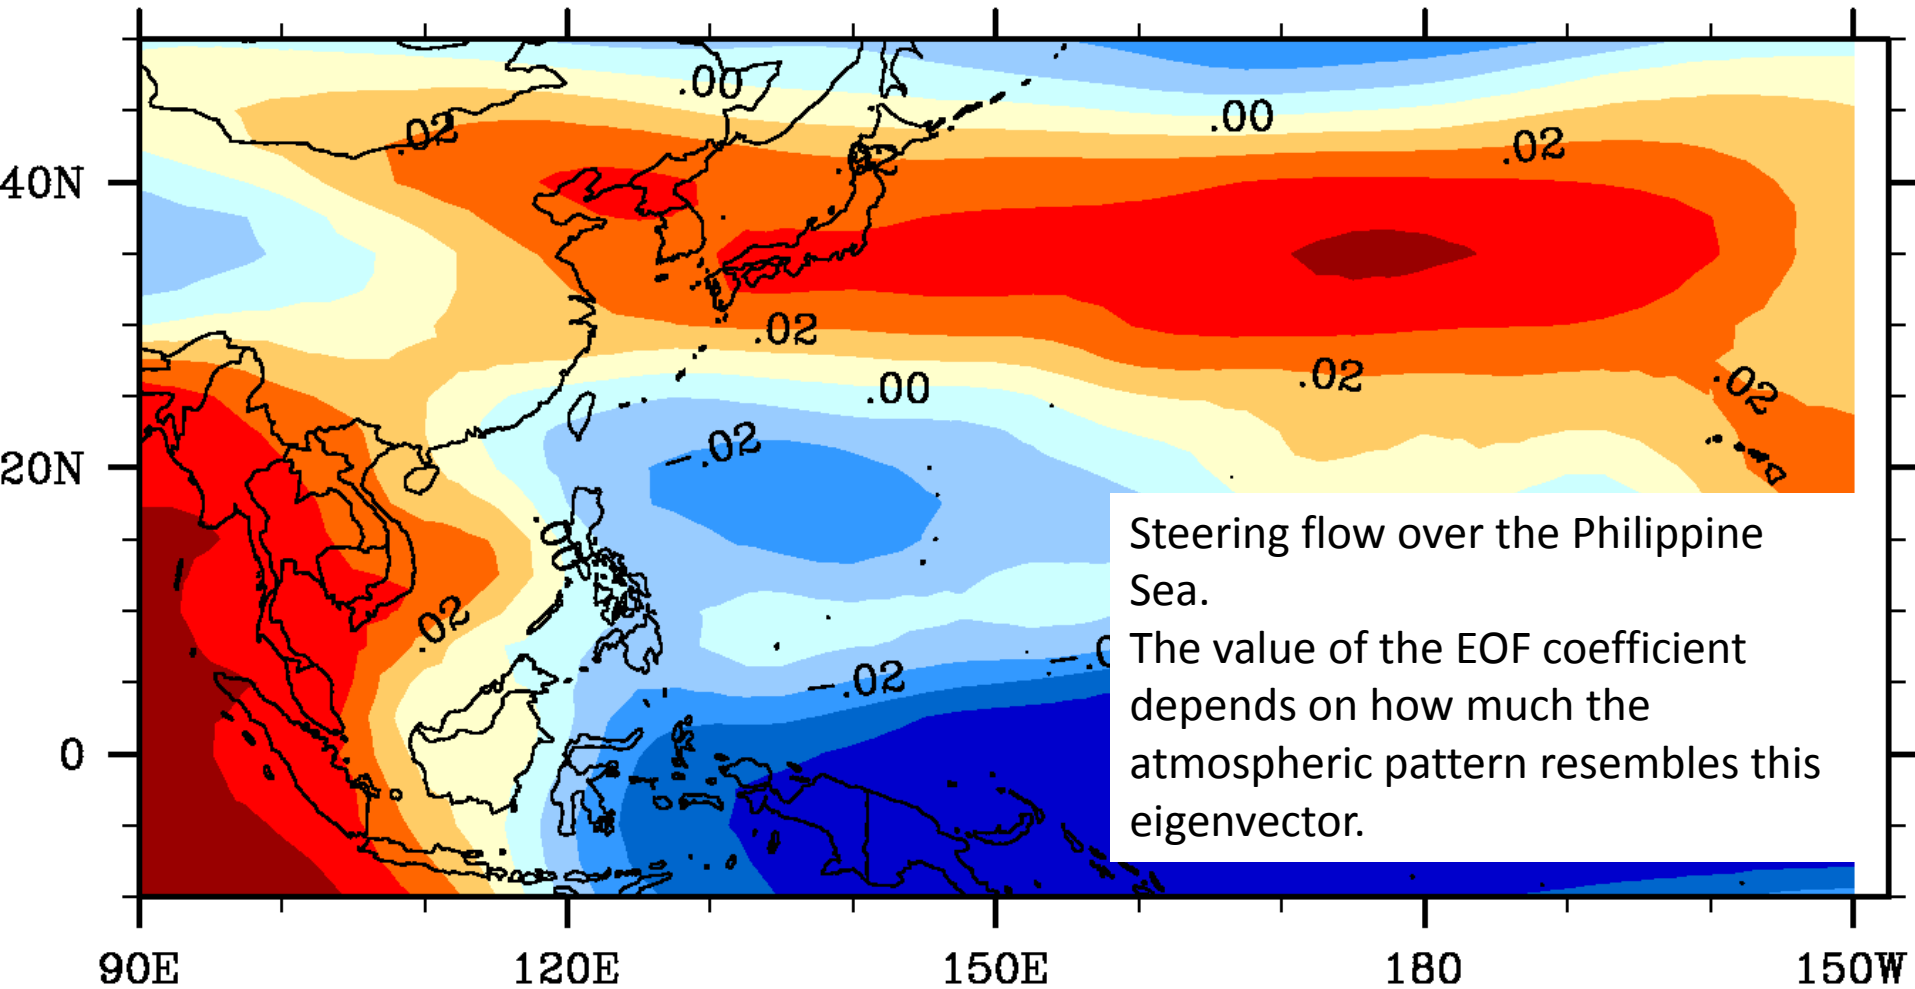 .00
.00
.02
.02
.02
40N
.02
.02
.02
.00
-.02
20N
.00
Steering flow over the Philippine
Sea.
The value of the EOF coefficient
depends on how much the
atmospheric pattern resembles this
eigenvector.
.02
-.02
0
90E 120E 150E 180 150W